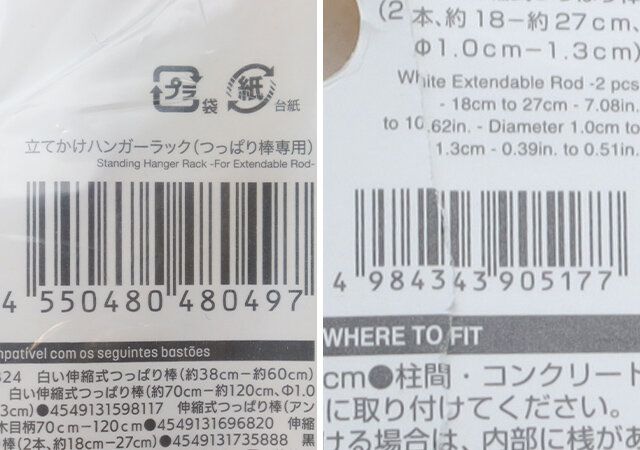 プラ 袋
紙 台紙
立てかけハンガーラック(つっぱり棒専用)
Standing Hanger Rack -For Extendable Rod-
4 550480 480497
mpatível com os seguintes bastões
324 白い伸縮式つっぱり棒(約38cm－約60cm)
白い伸縮式つっぱり棒(約70cm－約120cm、Φ1.0
3cm)●4549131598117 伸縮式つっぱり棒(アン
木目柄70cm－120cm●4549131696820 伸縮
棒(2本、約18cm－27cm)●4549131735888 黒
(2本、約18－約27cm、
Φ1.0cm－1.3cm)
White Extendable Rod -2 pcs
- 18cm to 27cm - 7.08in.
to 10.62in. - Diameter 1.0cm to
1.3cm - 0.39in. to 0.51in.
4 984343 905177
WHERE TO FIT
cm●柱間・コンクリート
に取り付けてください。
ける場合は、内部に桟があ